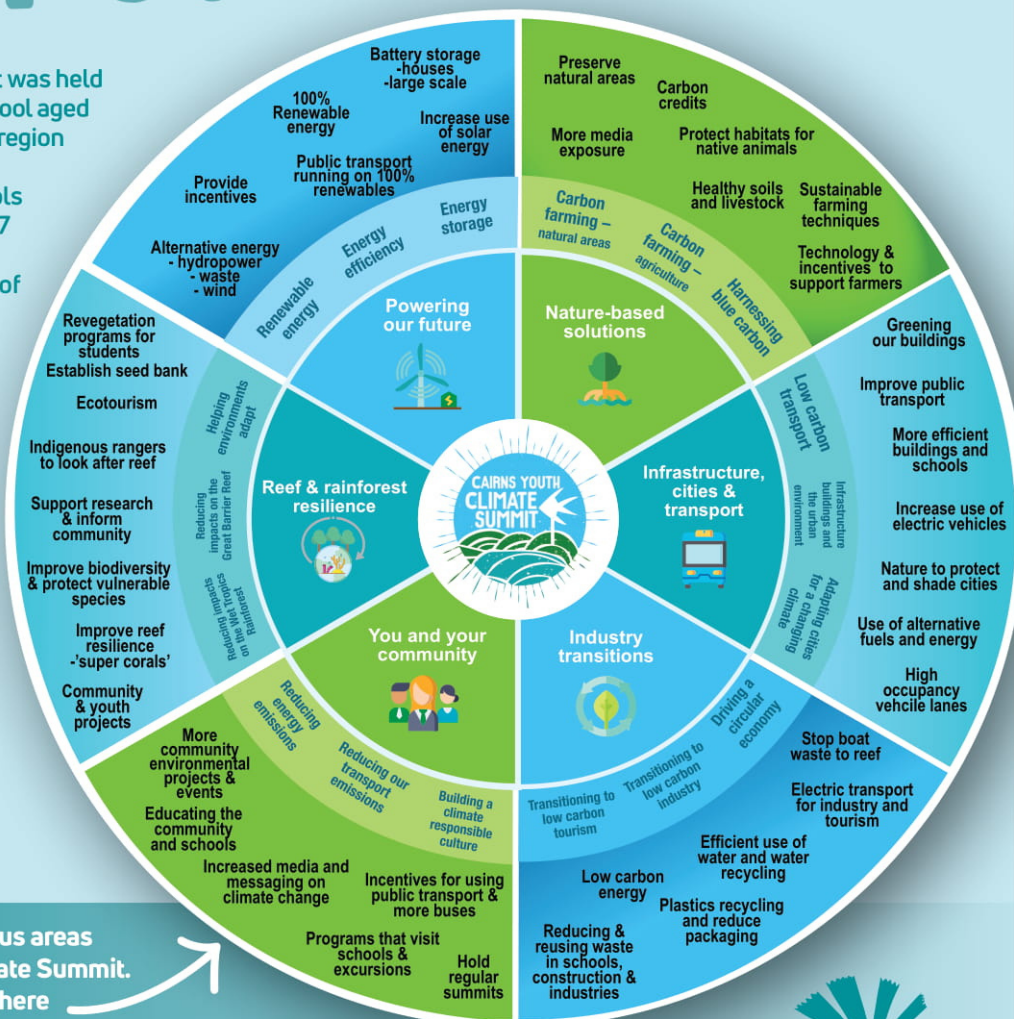 t was held
ool aged
region
ols
7
of
Battery storage
-houses
-large scale
100%
Renewable
energy
Increase use
of solar
energy
Public transport
running on 100%
renewables
Provide
incentives
Alternative energy
- hydropower
- waste
- wind
Renewable
energy
Energy
efficiency
Energy
storage
Powering
our future
Preserve
natural areas
Carbon
credits
More media
exposure
Protect habitats for
native animals
Healthy soils
and livestock
Sustainable
farming
techniques
Technology &
incentives to
support farmers
Carbon
farming –
natural areas
Carbon
farming –
agriculture
Harnessing
blue carbon
Nature-based
solutions
Greening
our buildings
Improve public
transport
More efficient
buildings and
schools
Increase use of
electric vehicles
Nature to protect
and shade cities
Use of alternative
fuels and energy
High
occupancy
vehcile lanes
Low carbon
transport
Infrastructure
buildings and
the urban
environment
Adapting cities
for a changing
climate
Infrastructure,
cities &
transport
Stop boat
waste to reef
Electric transport
for industry and
tourism
Efficient use of
water and water
recycling
Low carbon
energy
Plastics recycling
and reduce
packaging
Reducing &
reusing waste
in schools,
construction &
industries
Driving a
circular
economy
Transitioning to
low carbon
industry
Transitioning to
low carbon
tourism
Industry
transitions
More
community
environmental
projects &
events
Educating the
community
and schools
Increased media and
messaging on
climate change
Incentives for using
public transport &
more buses
Programs that visit
schools &
excursions
Hold
regular
summits
Reducing
energy
emissions
Reducing our
transport
emissions
Building a
climate
responsible
culture
You and your
community
Revegetation
programs for
students
Establish seed bank
Ecotourism
Indigenous rangers
to look after reef
Support research
& inform
community
Improve biodiversity
& protect vulnerable
species
Improve reef
resilience
-'super corals'
Community
& youth
projects
Helping
environments
adapt
Reducing
impacts on the
Great Barrier Reef
Reducing impacts
on the Wet Tropics
Rainforest
Reef & rainforest
resilience
CAIRNS YOUTH
CLIMATE
SUMMIT
us areas
ate Summit.
here